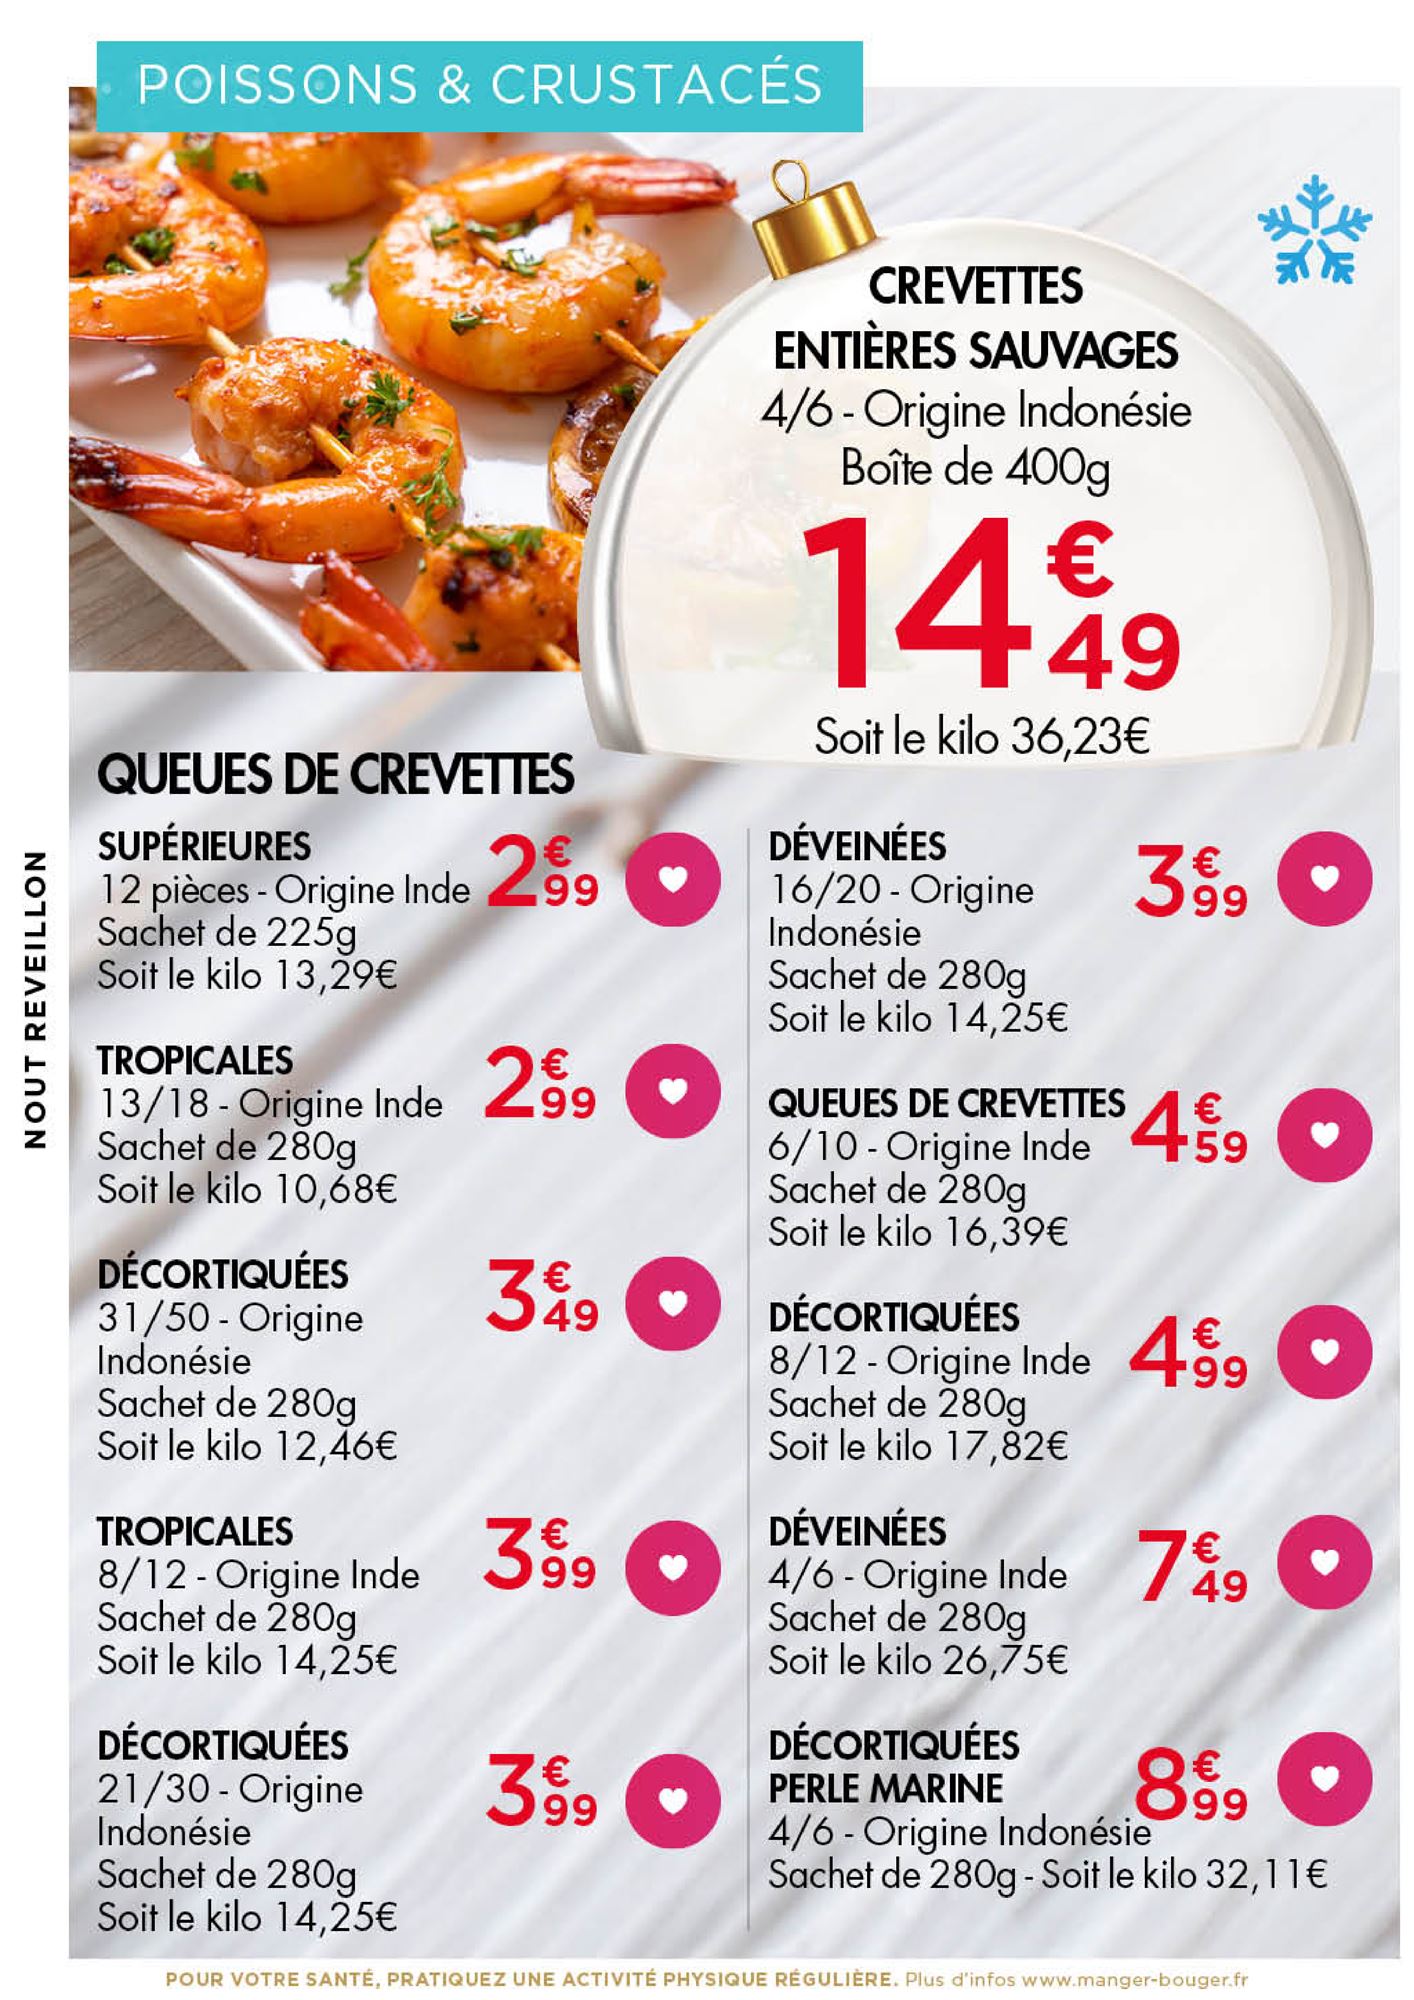 POISSONS & CRUSTACÉS
CREVETTES
ENTIÈRES SAUVAGES
4/6 - Origine Indonésie
Boîte de 400g
14€49
Soit le kilo 36,23€
NOUT REVEILLON
QUEUES DE CREVETTES
SUPÉRIEURES
12 pièces - Origine Inde
Sachet de 225g
Soit le kilo 13,29€
2€99
TROPICALES
13/18 - Origine Inde
Sachet de 280g
Soit le kilo 10,68€
2€99
DÉCORTIQUÉES
31/50 - Origine
Indonésie
Sachet de 280g
Soit le kilo 12,46€
3€49
TROPICALES
8/12 - Origine Inde
Sachet de 280g
Soit le kilo 14,25€
3€99
DÉCORTIQUÉES
21/30 - Origine
Indonésie
Sachet de 280g
Soit le kilo 14,25€
3€99
DÉVEINÉES
16/20 - Origine
Indonésie
Sachet de 280g
Soit le kilo 14,25€
3€99
QUEUES DE CREVETTES
6/10 - Origine Inde
Sachet de 280g
Soit le kilo 16,39€
4€59
DÉCORTIQUÉES
8/12 - Origine Inde
Sachet de 280g
Soit le kilo 17,82€
4€99
DÉVEINÉES
4/6 - Origine Inde
Sachet de 280g
Soit le kilo 26,75€
7€49
DÉCORTIQUÉES
PERLE MARINE
4/6 - Origine Indonésie
Sachet de 280g - Soit le kilo 32,11€
8€99
POUR VOTRE SANTÉ, PRATIQUEZ UNE ACTIVITÉ PHYSIQUE RÉGULIÈRE. Plus d'infos www.manger-bouger.fr